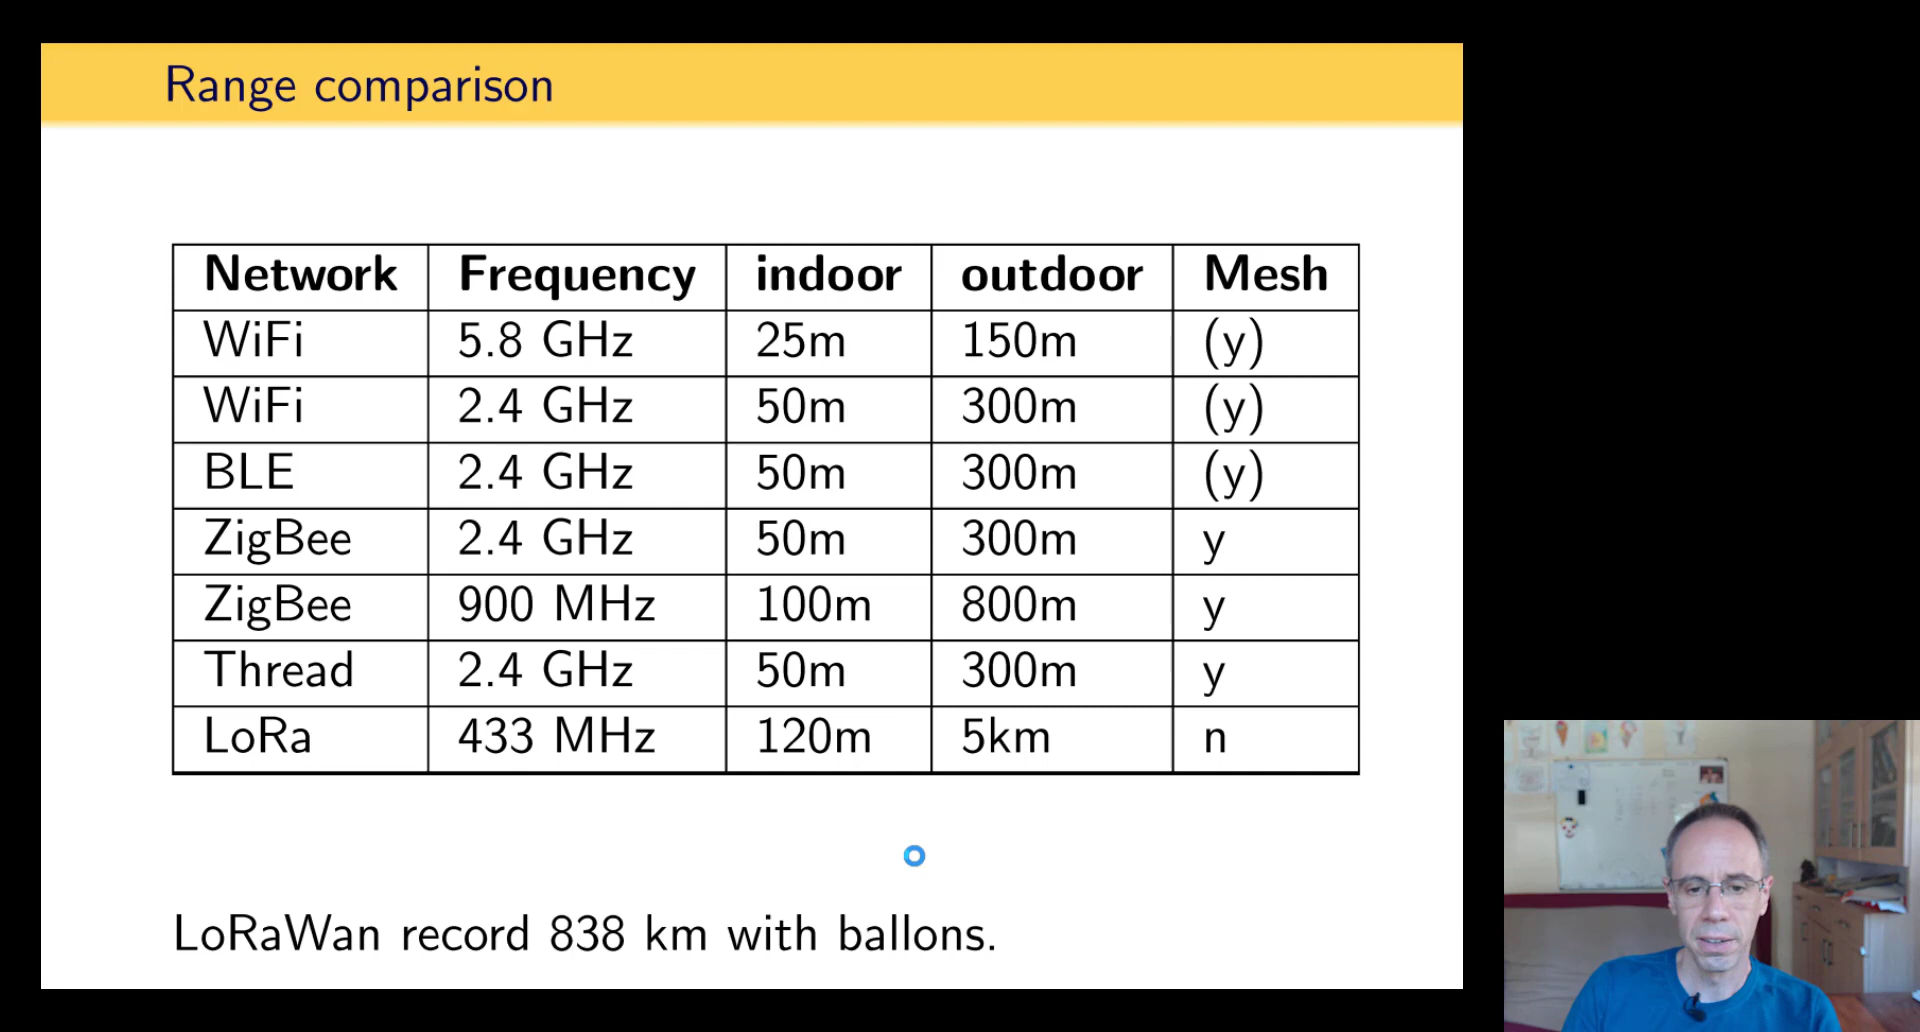 Range comparison
Network Frequency indoor outdoor Mesh
WiFi 5.8 GHz 25m 150m (y)
WiFi 2.4 GHz 50m 300m (y)
BLE 2.4 GHz 50m 300m (y)
ZigBee 2.4 GHz 50m 300m y
ZigBee 900 MHz 100m 800m y
Thread 2.4 GHz 50m 300m y
LoRa 433 MHz 120m 5km n
LoRaWan record 838 km with ballons.